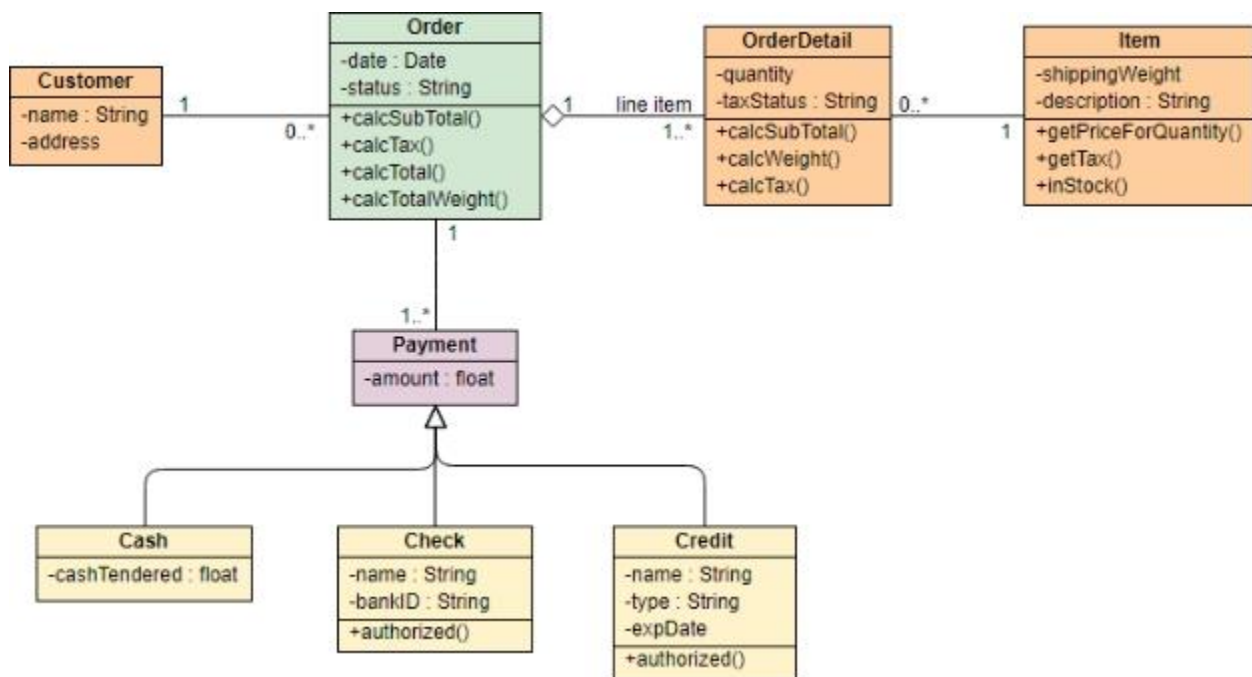 Customer
-name : String
-address
1
0..*
Order
-date : Date
-status : String
+calcSubTotal()
+calcTax()
+calcTotal()
+calcTotalWeight()
1
line item
1..*
OrderDetail
-quantity
-taxStatus : String
+calcSubTotal()
+calcWeight()
+calcTax()
0..*
1
Item
-shippingWeight
-description : String
+getPriceForQuantity()
+getTax()
+inStock()
1
1..*
Payment
-amount : float
Cash
-cashTendered : float
Check
-name : String
-bankID : String
+authorized()
Credit
-name : String
-type : String
-expDate
+authorized()